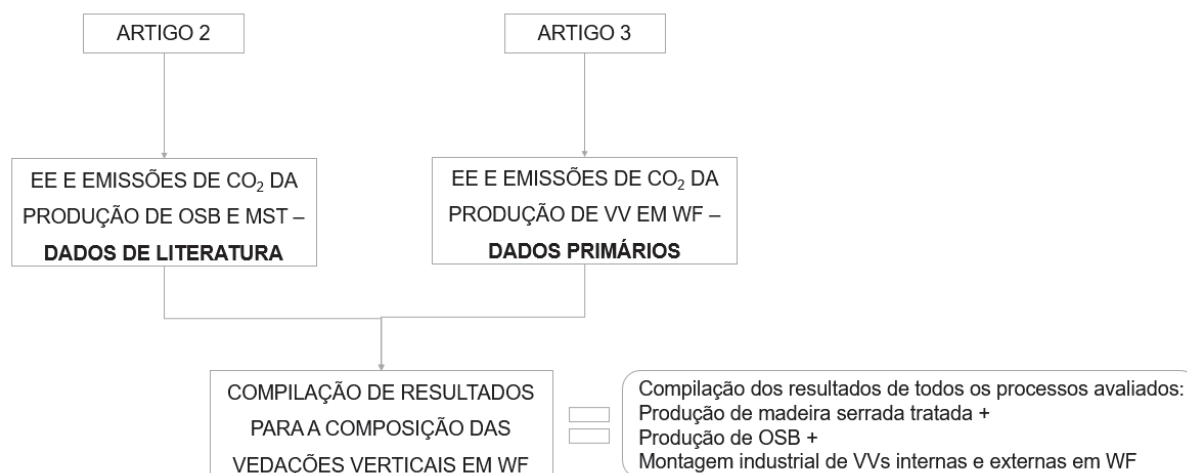 ARTIGO 2
ARTIGO 3
EE E EMISSÕES DE CO₂ DA
PRODUÇÃO DE OSB E MST –
DADOS DE LITERATURA
EE E EMISSÕES DE CO₂ DA
PRODUÇÃO DE VV EM WF –
DADOS PRIMÁRIOS
COMPILAÇÃO DE RESULTADOS
PARA A COMPOSIÇÃO DAS
VEDAÇÕES VERTICAIS EM WF
Compilação dos resultados de todos os processos avaliados:
Produção de madeira serrada tratada +
Produção de OSB +
Montagem industrial de VVs internas e externas em WF